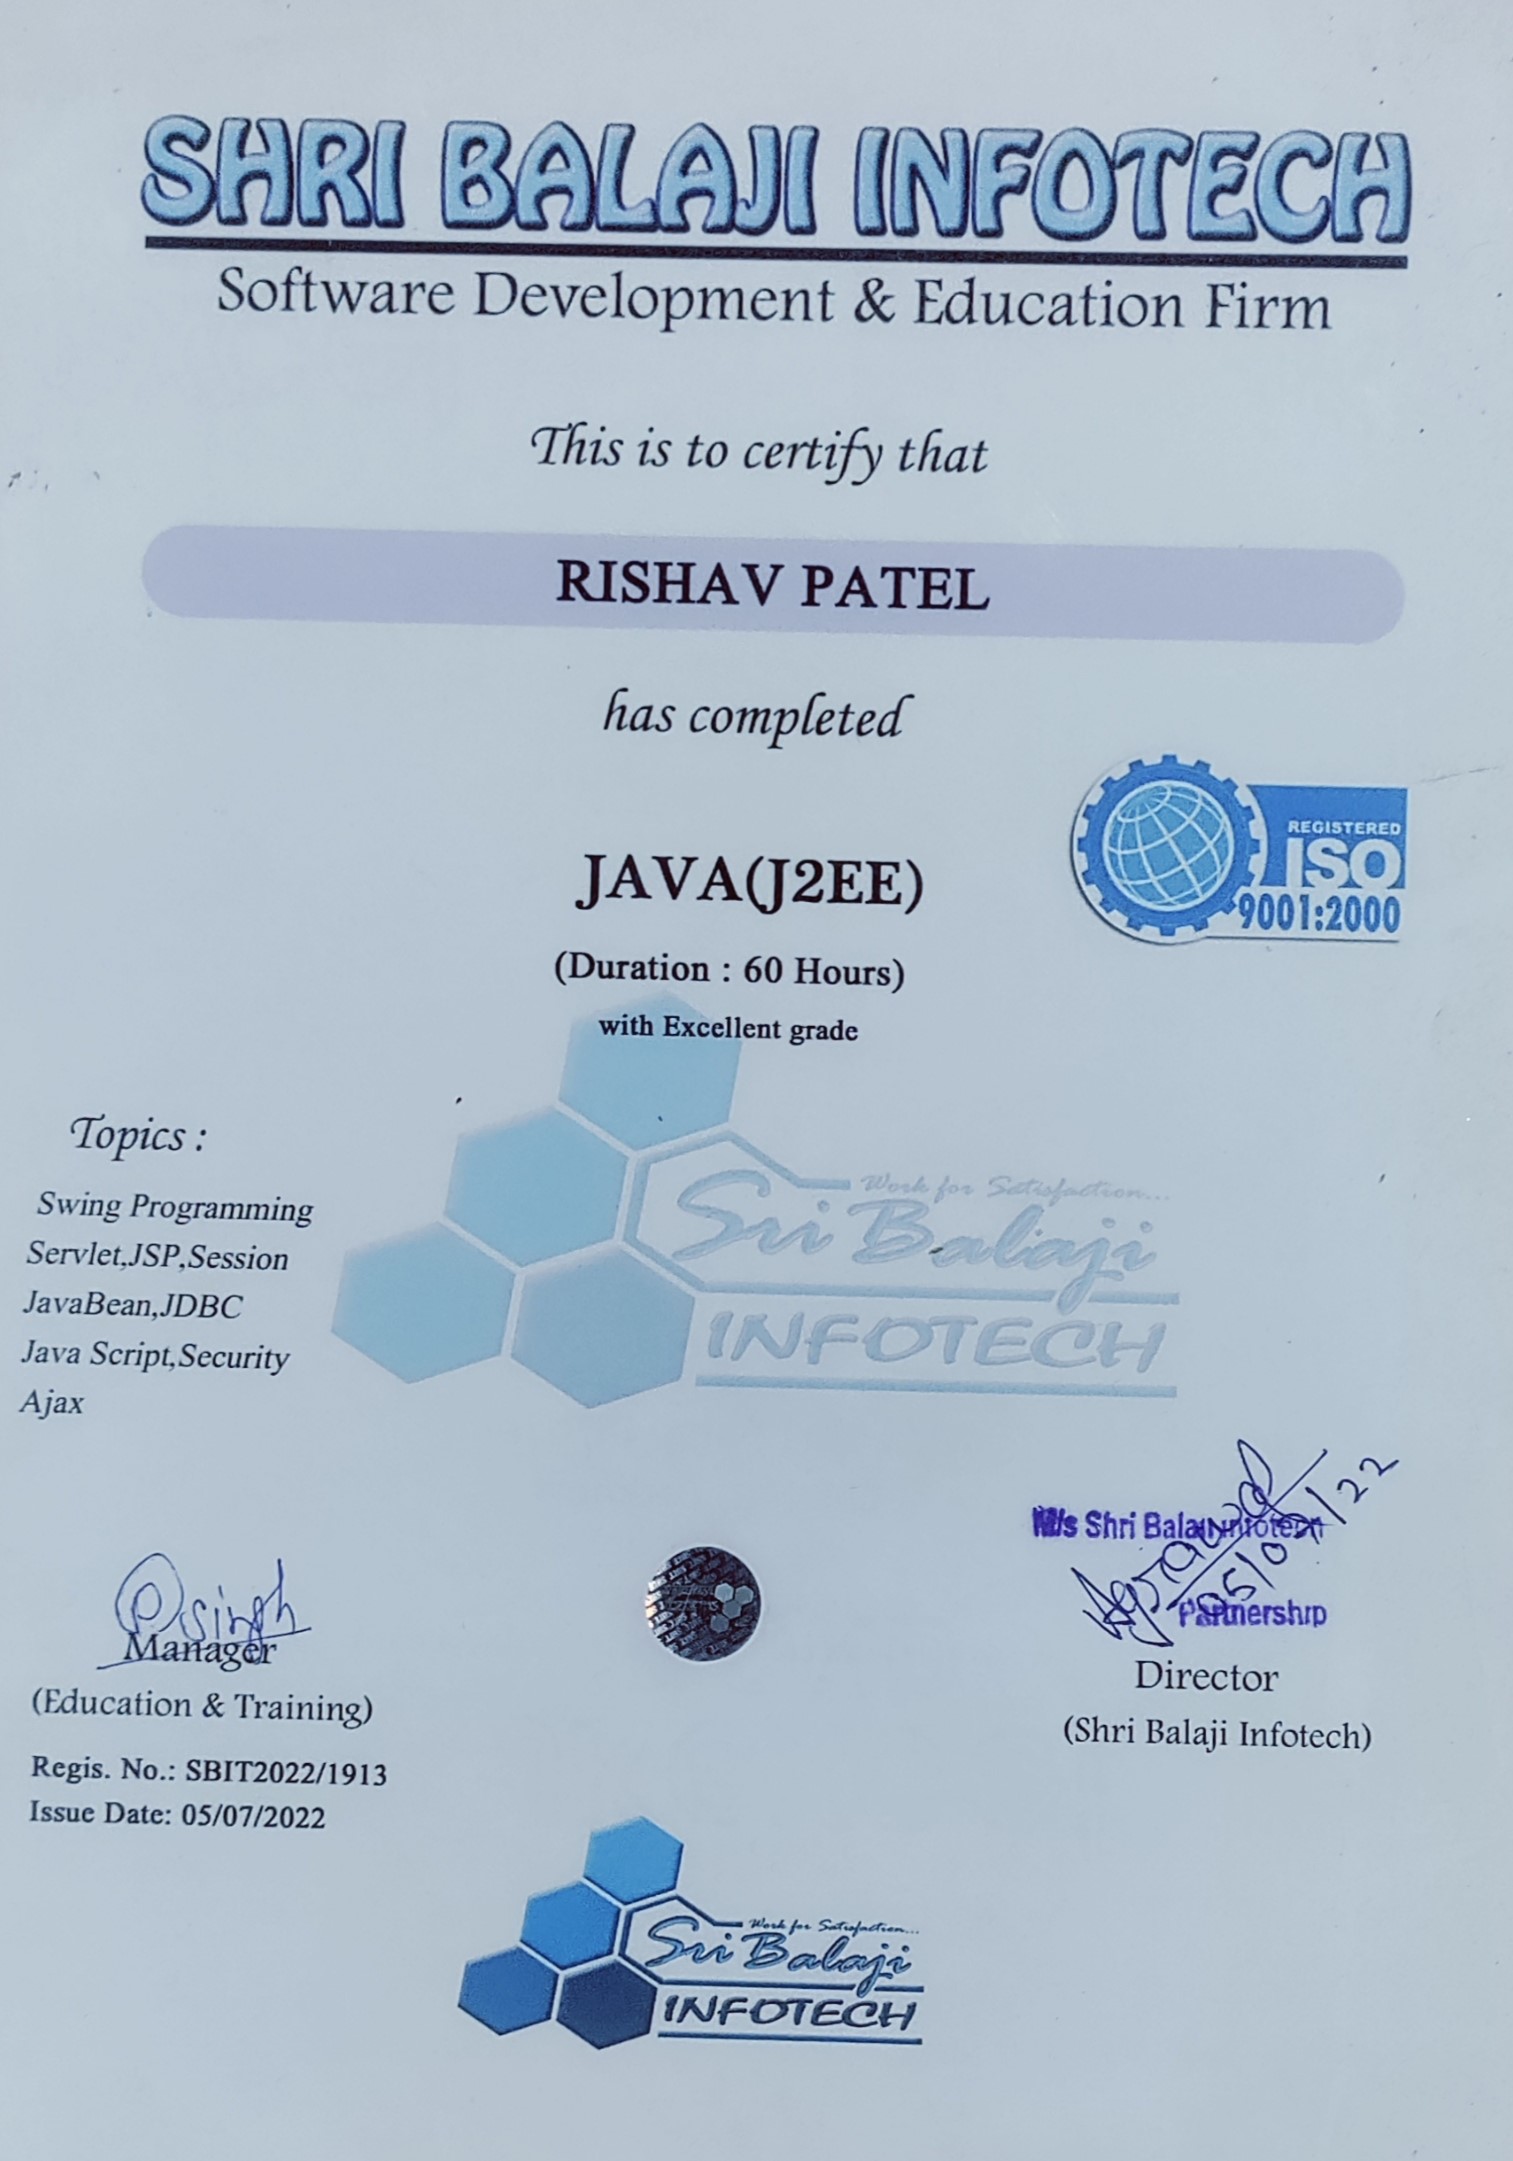 SHRI BALAJI INFOTECH
Software Development & Education Firm
This is to certify that
RISHAV PATEL
has completed
REGISTERED
ISO
9001:2000
JAVA(J2EE)
(Duration : 60 Hours)
with Excellent grade
Topics :
Swing Programming
Servlet,JSP,Session
JavaBean,JDBC
Java Script,Security
Ajax
Work for Satisfaction...
Sri Balaji
INFOTECH
M/s Shri Balaji Infotech
Agrawal
05/07/22
Partnership
Director
(Shri Balaji Infotech)
P Singh
Manager
(Education & Training)
Regis. No.: SBIT2022/1913
Issue Date: 05/07/2022
Work for Satisfaction...
Sri Balaji
INFOTECH